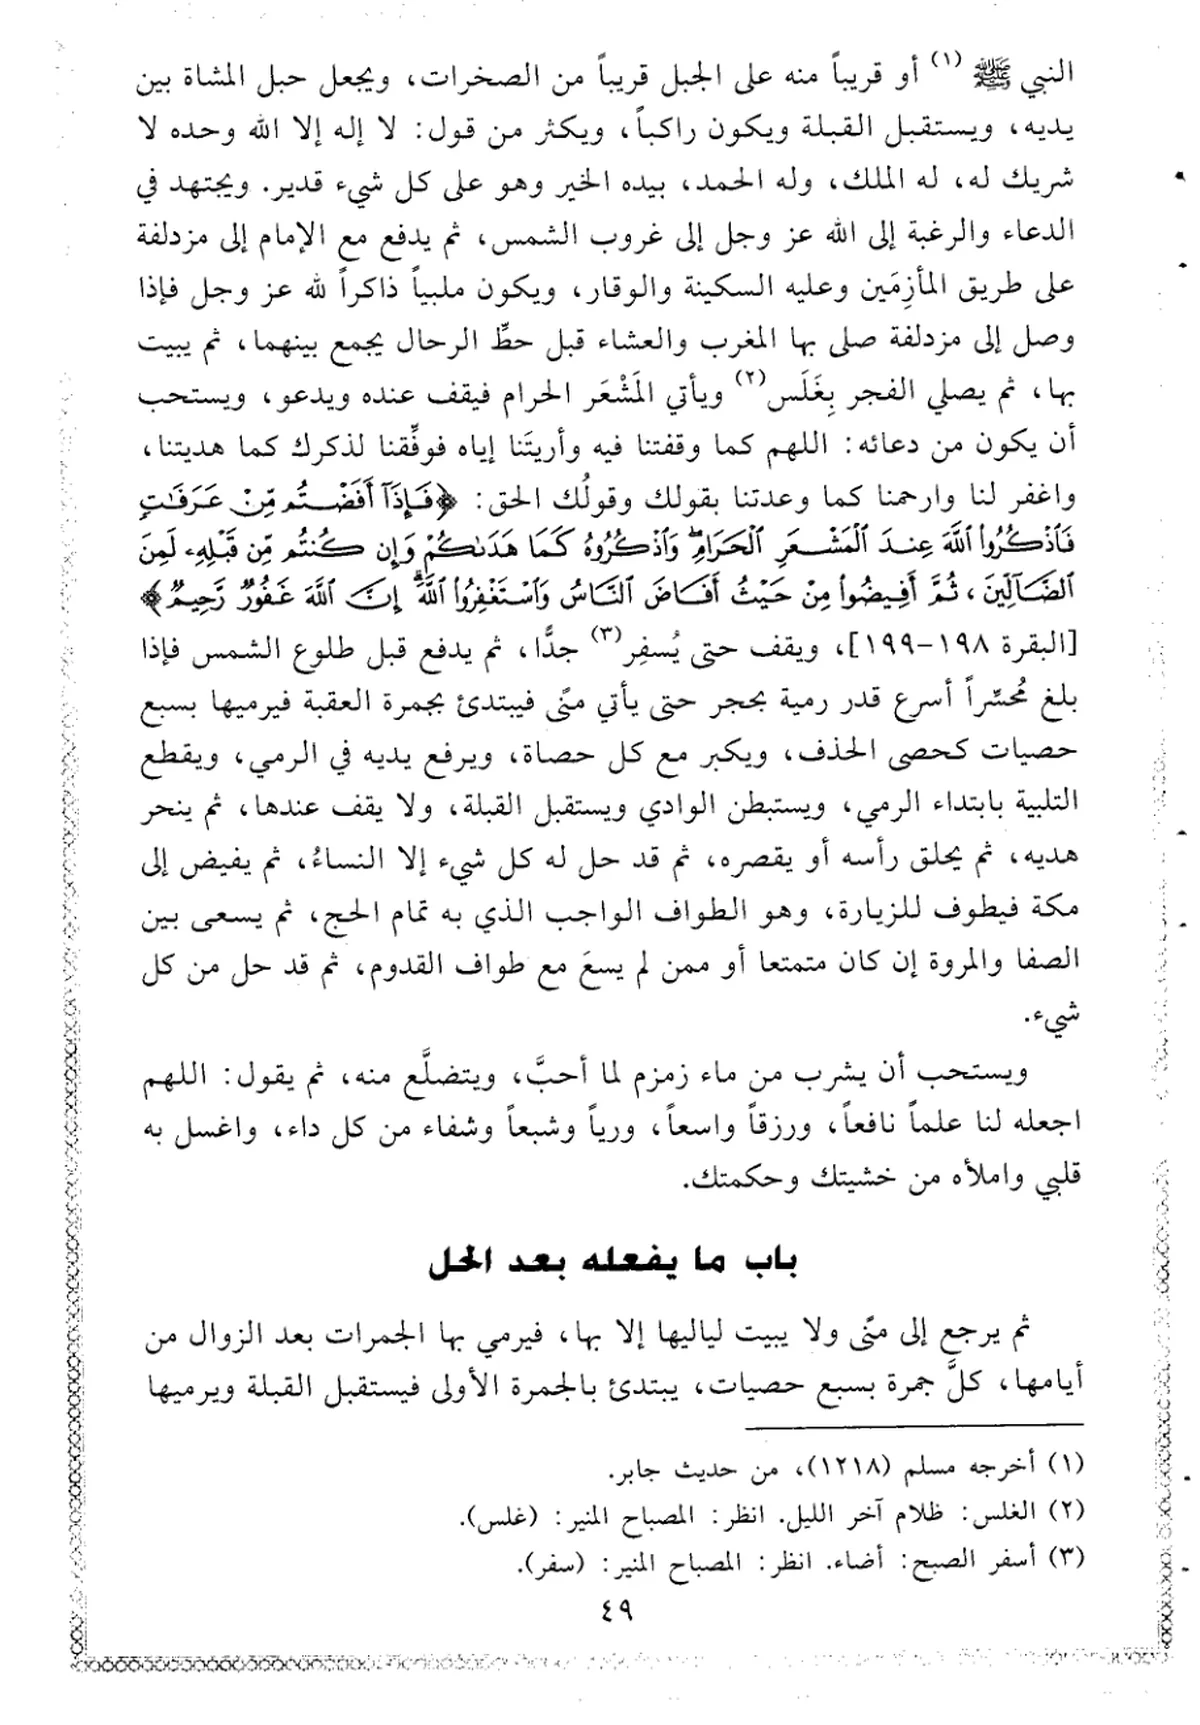 النبي ﷺ (١) أو قريباً منه على الجبل قريباً من الصخرات، ويجعل حبل المشاة بين
يديه، ويستقبل القبلة ويكون راكباً، ويكثر من قول: لا إله إلا الله وحده لا
شريك له، له الملك، وله الحمد، بيده الخير وهو على كل شيء قدير. ويجتهد في
الدعاء والرغبة إلى الله عز وجل إلى غروب الشمس، ثم يدفع مع الإمام إلى مزدلفة
على طريق المأزِمَين وعليه السكينة والوقار، ويكون ملبياً ذاكراً لله عز وجل فإذا
وصل إلى مزدلفة صلى بها المغرب والعشاء قبل حطِّ الرحال يجمع بينهما، ثم يبيت
بها، ثم يصلي الفجر بِغَلَس(٢) ويأتي المَشْعَر الحرام فيقف عنده ويدعو، ويستحب
أن يكون من دعائه: اللهم كما وقفتنا فيه وأريتَنا إياه فوفِّقنا لذكرك كما هديتنا،
واغفر لنا وارحمنا كما وعدتنا بقولك وقولُك الحق: ﴿فَإِذَآ أَفَضْتُم مِّنْ عَرَفَٰتٍ
فَٱذْكُرُوا۟ ٱللَّهَ عِندَ ٱلْمَشْعَرِ ٱلْحَرَامِ ۖ وَٱذْكُرُوهُ كَمَا هَدَىٰكُمْ وَإِن كُنتُم مِّن قَبْلِهِۦ لَمِنَ
ٱلضَّآلِّينَ، ثُمَّ أَفِيضُوا۟ مِنْ حَيْثُ أَفَاضَ ٱلنَّاسُ وَٱسْتَغْفِرُوا۟ ٱللَّهَ ۚ إِنَّ ٱللَّهَ غَفُورٌ رَّحِيمٌ﴾
[البقرة ١٩٨-١٩٩]، ويقف حتى يُسفِر(٣) جدًّا، ثم يدفع قبل طلوع الشمس فإذا
بلغ مُحَسِّراً أسرع قدر رمية بحجر حتى يأتي منًى فيبتدئ بجمرة العقبة فيرميها بسبع
حصيات كحصى الخذف، ويكبر مع كل حصاة، ويرفع يديه في الرمي، ويقطع
التلبية بابتداء الرمي، ويستبطن الوادي ويستقبل القبلة، ولا يقف عندها، ثم ينحر
هديه، ثم يحلق رأسه أو يقصره، ثم قد حل له كل شيء إلا النساءُ، ثم يفيض إلى
مكة فيطوف للزيارة، وهو الطواف الواجب الذي به تمام الحج، ثم يسعى بين
الصفا والمروة إن كان متمتعا أو ممن لم يسعَ مع طواف القدوم، ثم قد حل من كل
شيء.
ويستحب أن يشرب من ماء زمزم لما أحبَّ، ويتضلَّع منه، ثم يقول: اللهم
اجعله لنا علماً نافعاً، ورزقاً واسعاً، ورياً وشبعاً وشفاء من كل داء، واغسل به
قلبي واملأه من خشيتك وحكمتك.
باب ما يفعله بعد الحل
ثم يرجع إلى منًى ولا يبيت لياليها إلا بها، فيرمي بها الجمرات بعد الزوال من
أيامها، كلَّ جمرة بسبع حصيات، يبتدئ بالجمرة الأولى فيستقبل القبلة ويرميها
(١) أخرجه مسلم (١٢١٨)، من حديث جابر.
(٢) الغلس: ظلام آخر الليل. انظر: المصباح المنير: (غلس).
(٣) أسفر الصبح: أضاء. انظر: المصباح المنير: (سفر).
٤٩